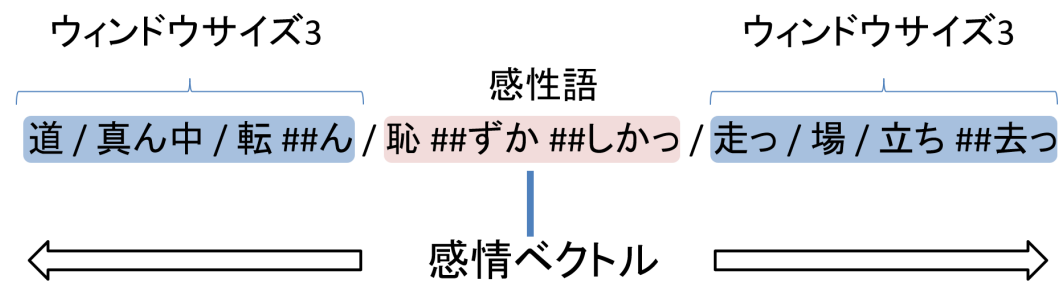 ウィンドウサイズ3 ウィンドウサイズ3
感性語
道 / 真ん中 / 転 ##ん / 恥 ##ずか ##しかっ / 走っ / 場 / 立ち ##去っ
感情ベクトル